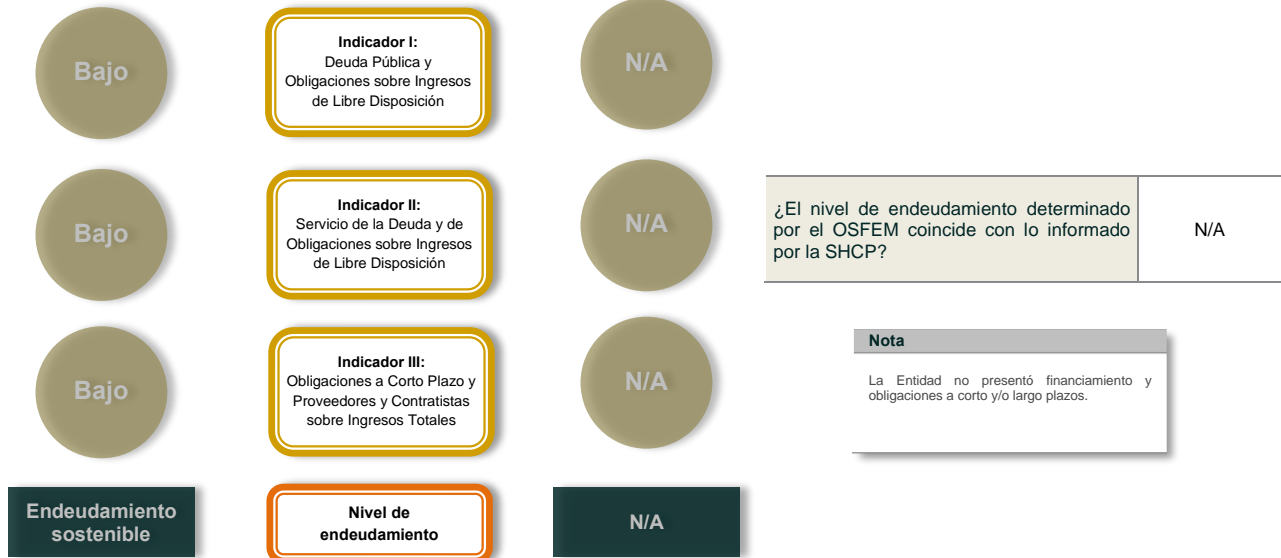 Bajo
Indicador I:
Deuda Pública y
Obligaciones sobre Ingresos
de Libre Disposición
N/A
Bajo
Indicador II:
Servicio de la Deuda y de
Obligaciones sobre Ingresos
de Libre Disposición
N/A
¿El nivel de endeudamiento determinado
por el OSFEM coincide con lo informado
por la SHCP?
N/A
Bajo
Indicador III:
Obligaciones a Corto Plazo y
Proveedores y Contratistas
sobre Ingresos Totales
N/A
Nota
La Entidad no presentó financiamiento y
obligaciones a corto y/o largo plazos.
Endeudamiento
sostenible
Nivel de
endeudamiento
N/A